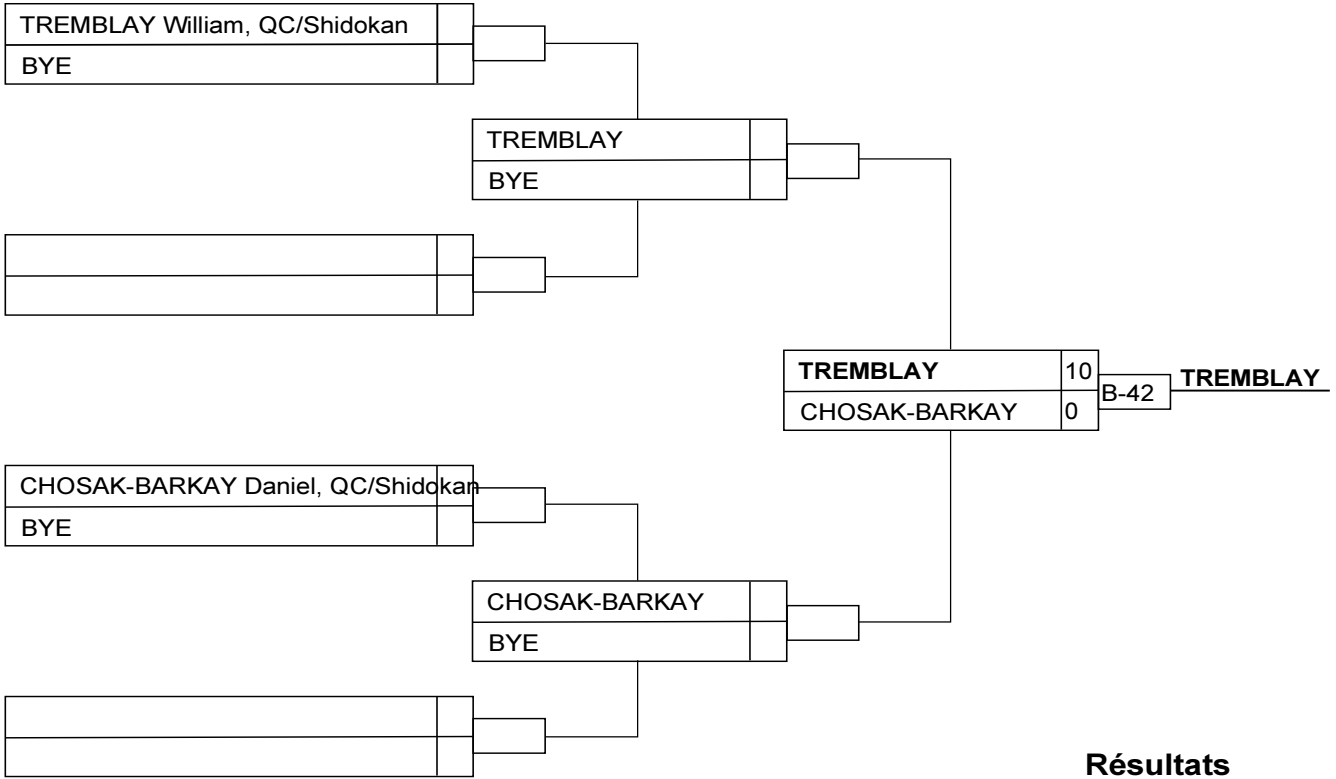 TREMBLAY William, QC/Shidokan
BYE
TREMBLAY
BYE
TREMBLAY 10
CHOSAK-BARKAY 0
B-42
TREMBLAY
CHOSAK-BARKAY Daniel, QC/Shidokan
BYE
CHOSAK-BARKAY
BYE
Résultats